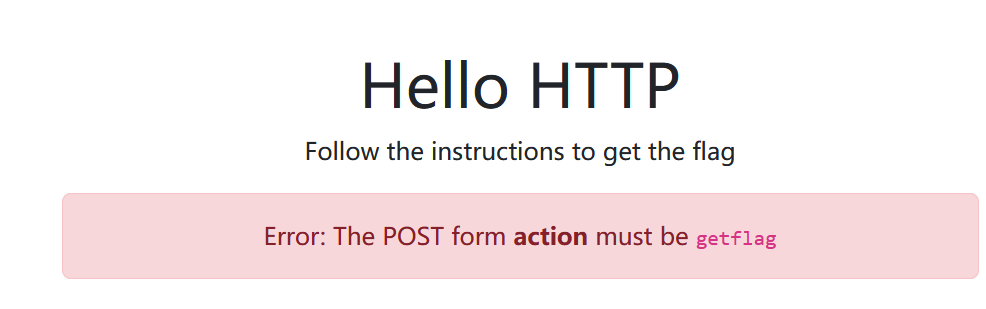 Hello HTTP
Follow the instructions to get the flag
Error: The POST form action must be getflag